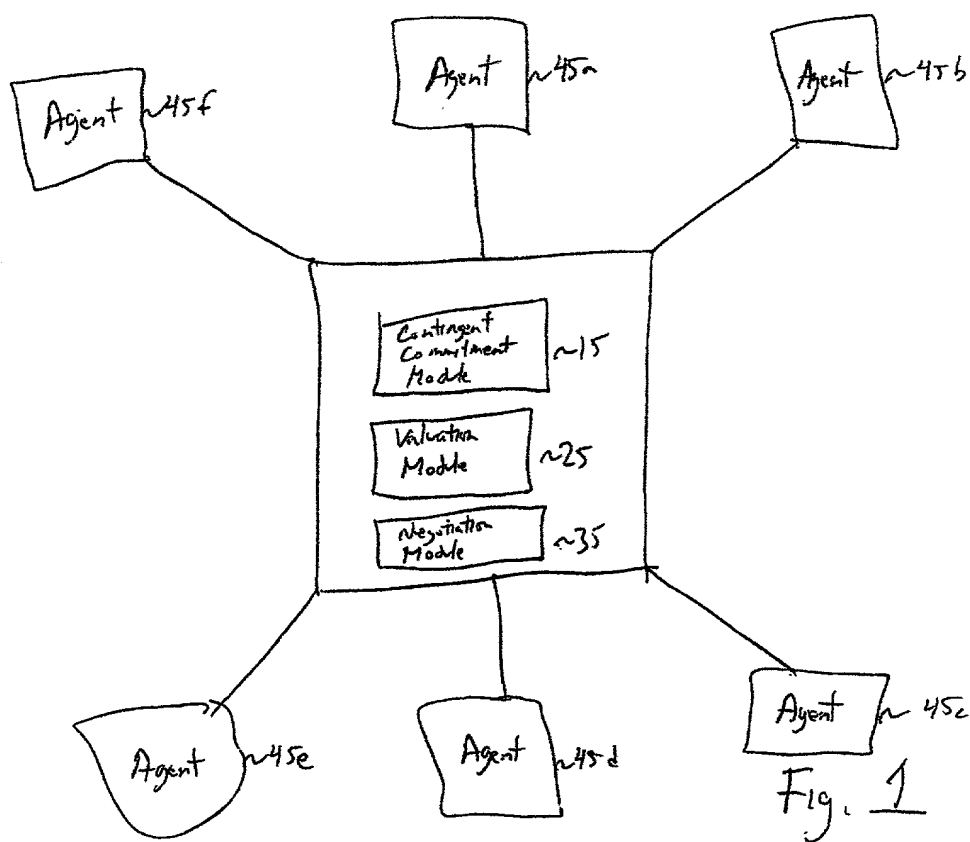 Agent ~45f
Agent ~45a
Agent ~45b
Contingent
Commitment
Module
~15
Valuation
Module
~25
Negotiation
Module
~35
Agent ~45e
Agent ~45d
Agent ~45c
Fig. 1